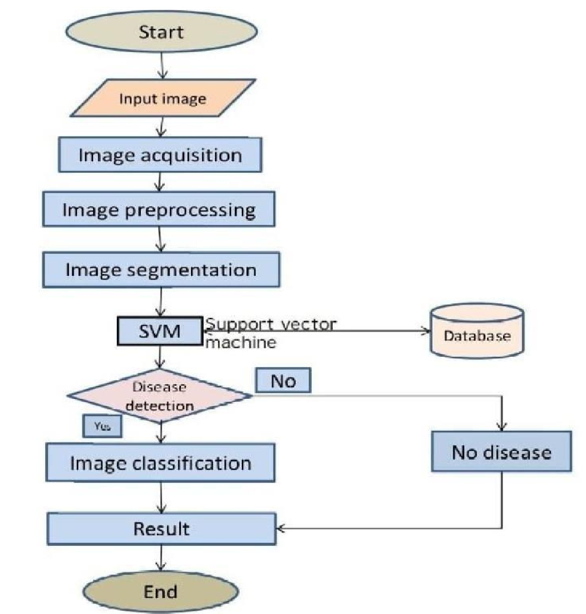 Start
Input image
Image acquisition
Image preprocessing
Image segmentation
SVM
Support vector
machine
Database
Disease
detection
No
Yes
No disease
Image classification
Result
End